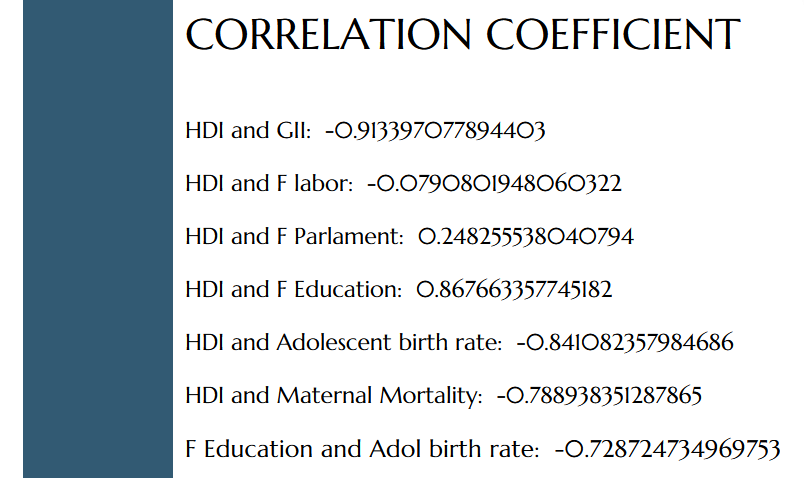 CORRELATION COEFFICIENT
HDI and GII: -0.913397077894403
HDI and F labor: -0.0790801948060322
HDI and F Parlament: 0.248255538040794
HDI and F Education: 0.867663357745182
HDI and Adolescent birth rate: -0.841082357984686
HDI and Maternal Mortality: -0.788938351287865
F Education and Adol birth rate: -0.728724734969753